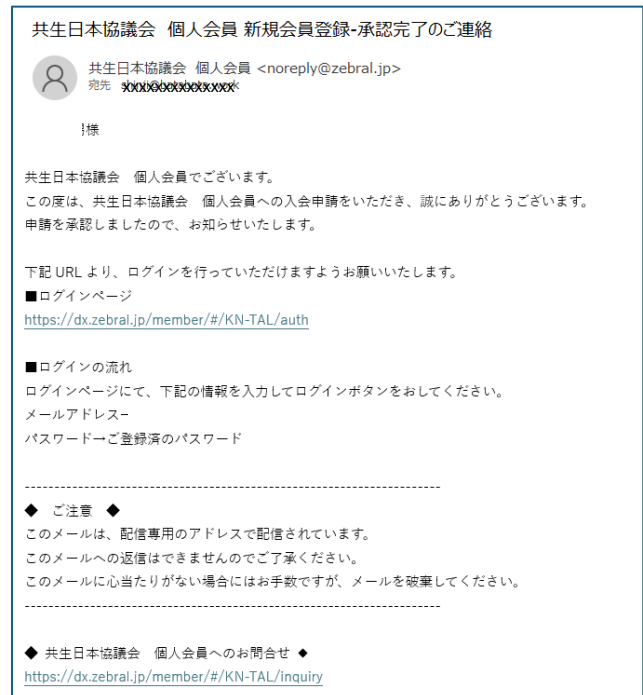 共生日本協議会 個人会員 新規会員登録-承認完了のご連絡
共生日本協議会 個人会員 <noreply@zebral.jp>
宛先
様
共生日本協議会 個人会員でございます。
この度は、共生日本協議会 個人会員への入会申請をいただき、誠にありがとうございます。
申請を承認しましたので、お知らせいたします。
下記 URL より、ログインを行っていただけますようお願いいたします。
■ログインページ
https://dx.zebral.jp/member/#/KN-TAL/auth
■ログインの流れ
ログインページにて、下記の情報を入力してログインボタンをおしてください。
メールアドレス−
パスワード→ご登録済のパスワード
----------------------------------------------------------------------
◆ ご注意 ◆
このメールは、配信専用のアドレスで配信されています。
このメールへの返信はできませんのでご了承ください。
このメールに心当たりがない場合にはお手数ですが、メールを破棄してください。
----------------------------------------------------------------------
◆ 共生日本協議会 個人会員へのお問合せ ◆
https://dx.zebral.jp/member/#/KN-TAL/inquiry